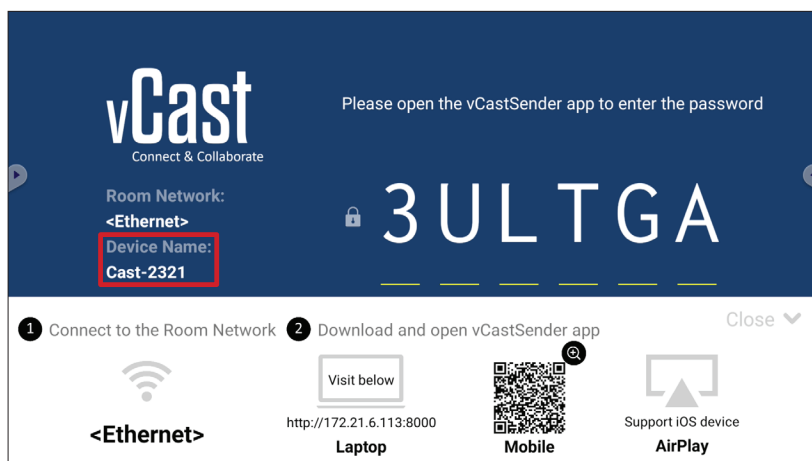 vCast
Connect & Collaborate
Please open the vCastSender app to enter the password
Room Network:
<Ethernet>
Device Name:
Cast-2321
3ULTGA
Close
1 Connect to the Room Network
2 Download and open vCastSender app
<Ethernet>
Visit below
http://172.21.6.113:8000
Laptop
Mobile
Support iOS device
AirPlay